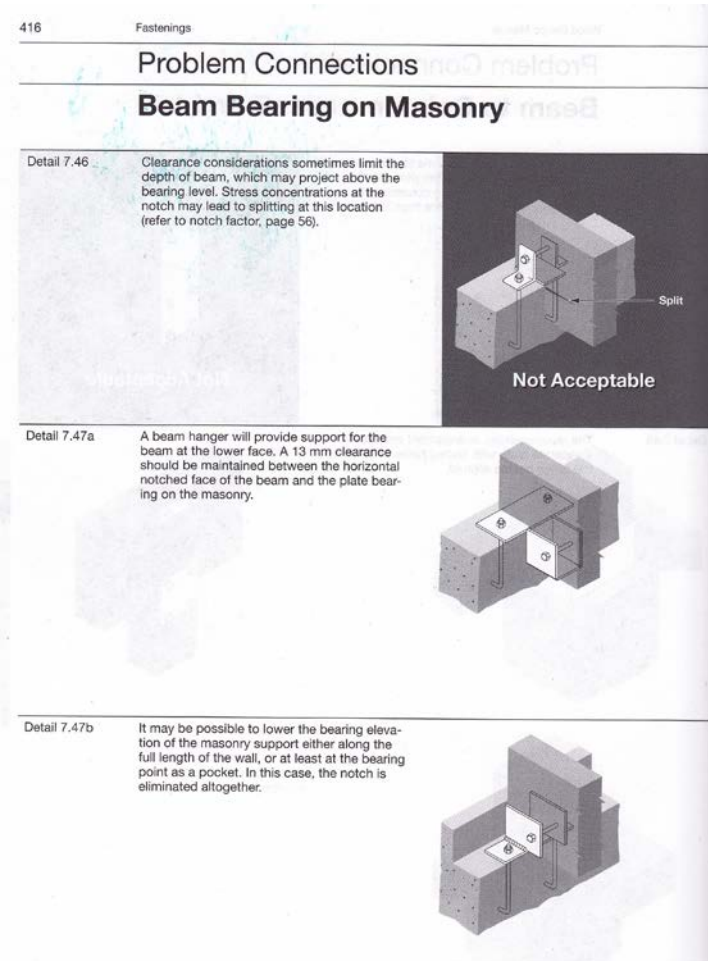 416
Fastenings
Problem Connections
Beam Bearing on Masonry
Detail 7.46
Clearance considerations sometimes limit the
depth of beam, which may project above the
bearing level. Stress concentrations at the
notch may lead to splitting at this location
(refer to notch factor, page 56).
Split
Not Acceptable
Detail 7.47a
A beam hanger will provide support for the
beam at the lower face. A 13 mm clearance
should be maintained between the horizontal
notched face of the beam and the plate bear-
ing on the masonry.
Detail 7.47b
It may be possible to lower the bearing eleva-
tion of the masonry support either along the
full length of the wall, or at least at the bearing
point as a pocket. In this case, the notch is
eliminated altogether.